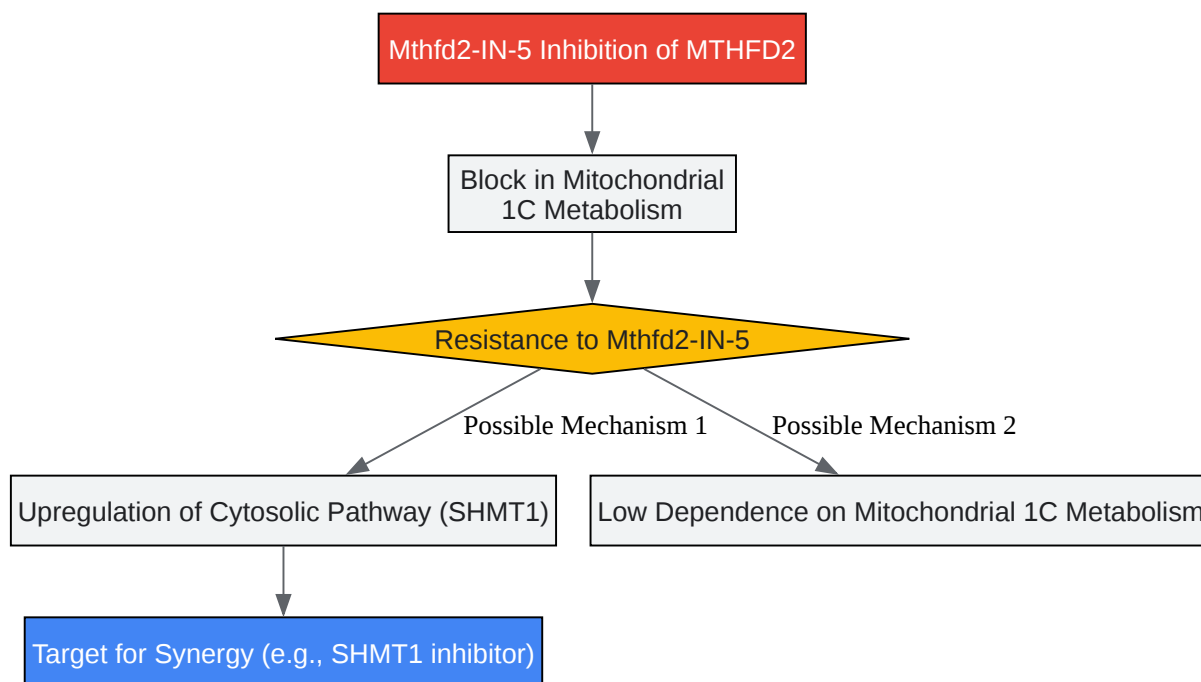 Mthfd2-IN-5 Inhibition of MTHFD2
Block in Mitochondrial
1C Metabolism
Resistance to Mthfd2-IN-5
Possible Mechanism 1
Possible Mechanism 2
Upregulation of Cytosolic Pathway (SHMT1)
Low Dependence on Mitochondrial 1C Metabolism
Target for Synergy (e.g., SHMT1 inhibitor)